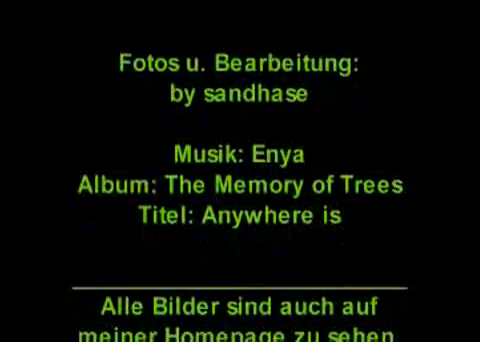 Fotos u. Bearbeitung:
by sandhase
Musik: Enya
Album: The Memory of Trees
Titel: Anywhere is
Alle Bilder sind auch auf
meiner Homepage zu sehen